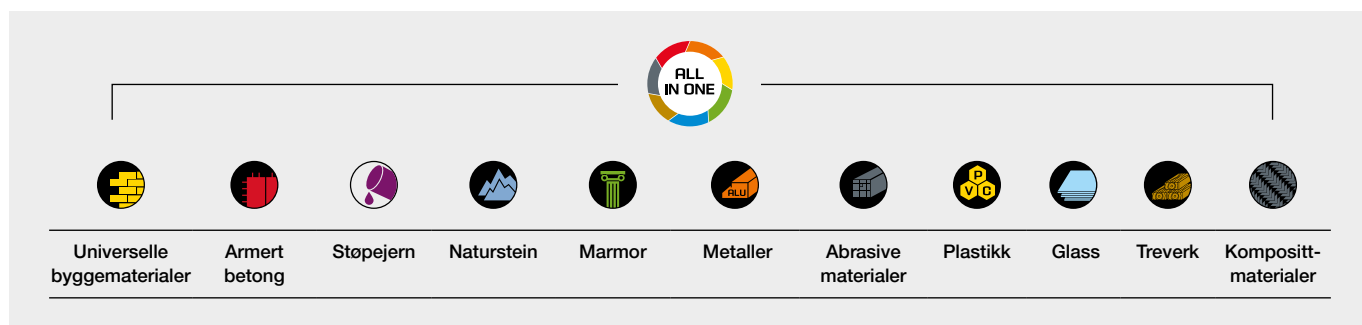 ALL
IN ONE
ALU
P
V C
Universelle
byggematerialer
Armert
betong
Støpejern
Naturstein
Marmor
Metaller
Abrasive
materialer
Plastikk
Glass
Treverk
Kompositt-
materialer